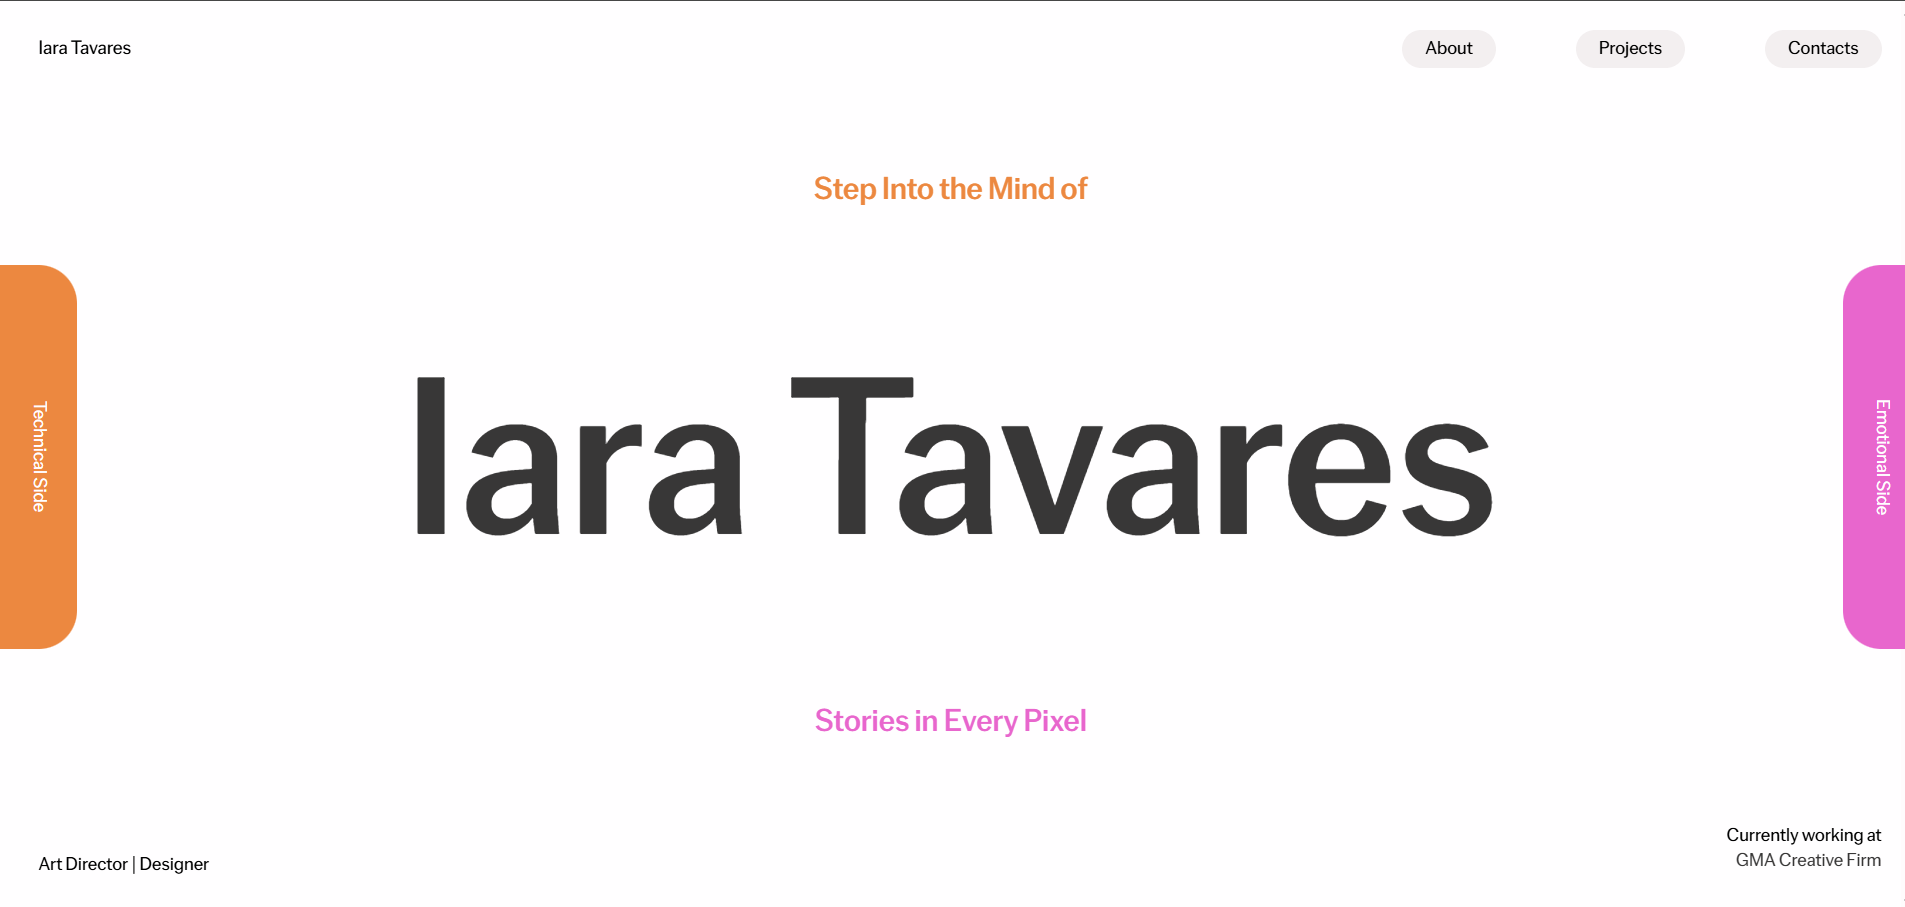 Iara Tavares
About
Projects
Contacts
Step Into the Mind of
Technical Side
Iara Tavares
Emotional Side
Stories in Every Pixel
Art Director | Designer
Currently working at
GMA Creative Firm